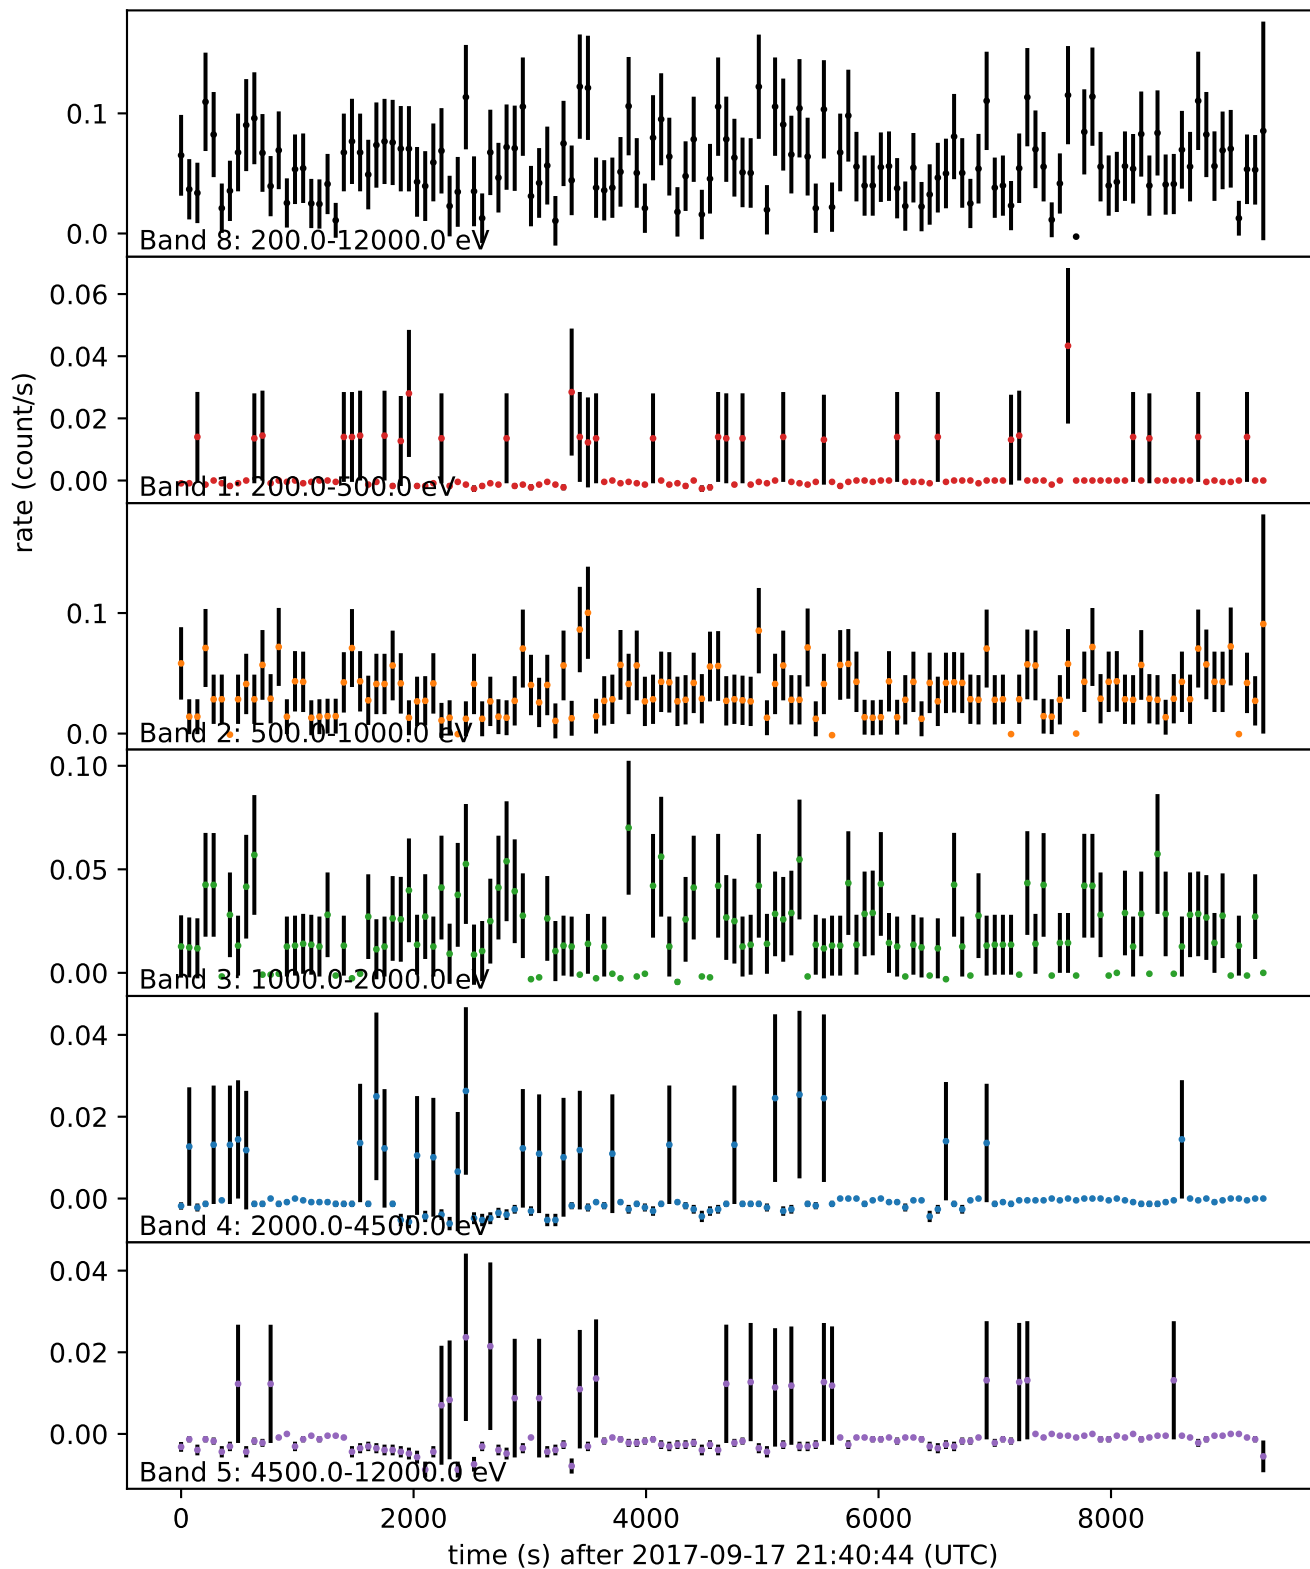 0.1
0.0
Band 8: 200.0-12000.0 eV
0.06
0.04
0.02
0.00
Band 1: 200.0-500.0 eV
rate (count/s)
0.1
0.0
Band 2: 500.0-1000.0 eV
0.10
0.05
0.00
Band 3: 1000.0-2000.0 eV
0.04
0.02
0.00
Band 4: 2000.0-4500.0 eV
0.04
0.02
0.00
Band 5: 4500.0-12000.0 eV
0 2000 4000 6000 8000
time (s) after 2017-09-17 21:40:44 (UTC)